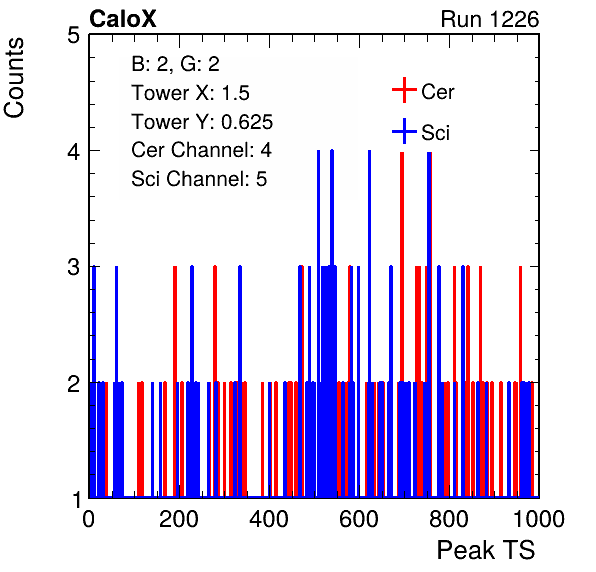 CaloX Run 1226
Counts
5
4
3
2
1
B: 2, G: 2
Tower X: 1.5
Tower Y: 0.625
Cer Channel: 4
Sci Channel: 5
Cer
Sci
0 200 400 600 800 1000
Peak TS